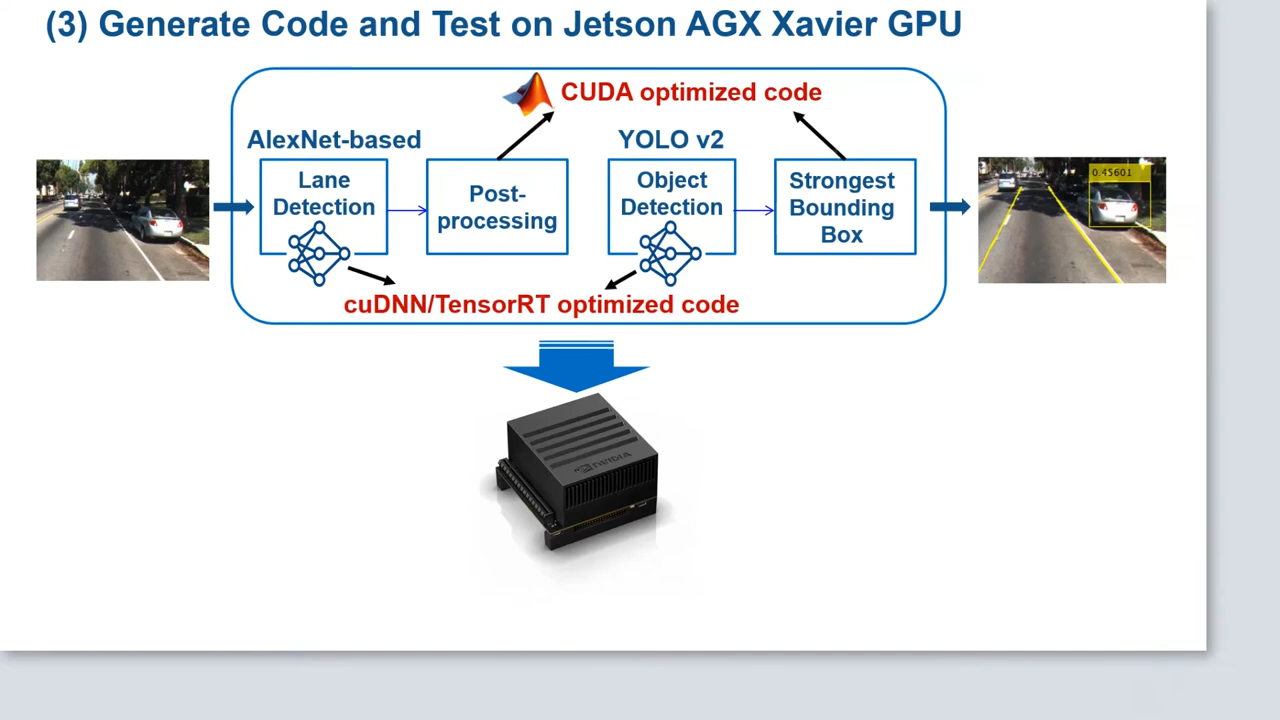 (3) Generate Code and Test on Jetson AGX Xavier GPU
CUDA optimized code
AlexNet-based
YOLO v2
Lane
Detection
Post-
processing
Object
Detection
Strongest
Bounding
Box
0.45601
cuDNN/TensorRT optimized code
NVIDIA